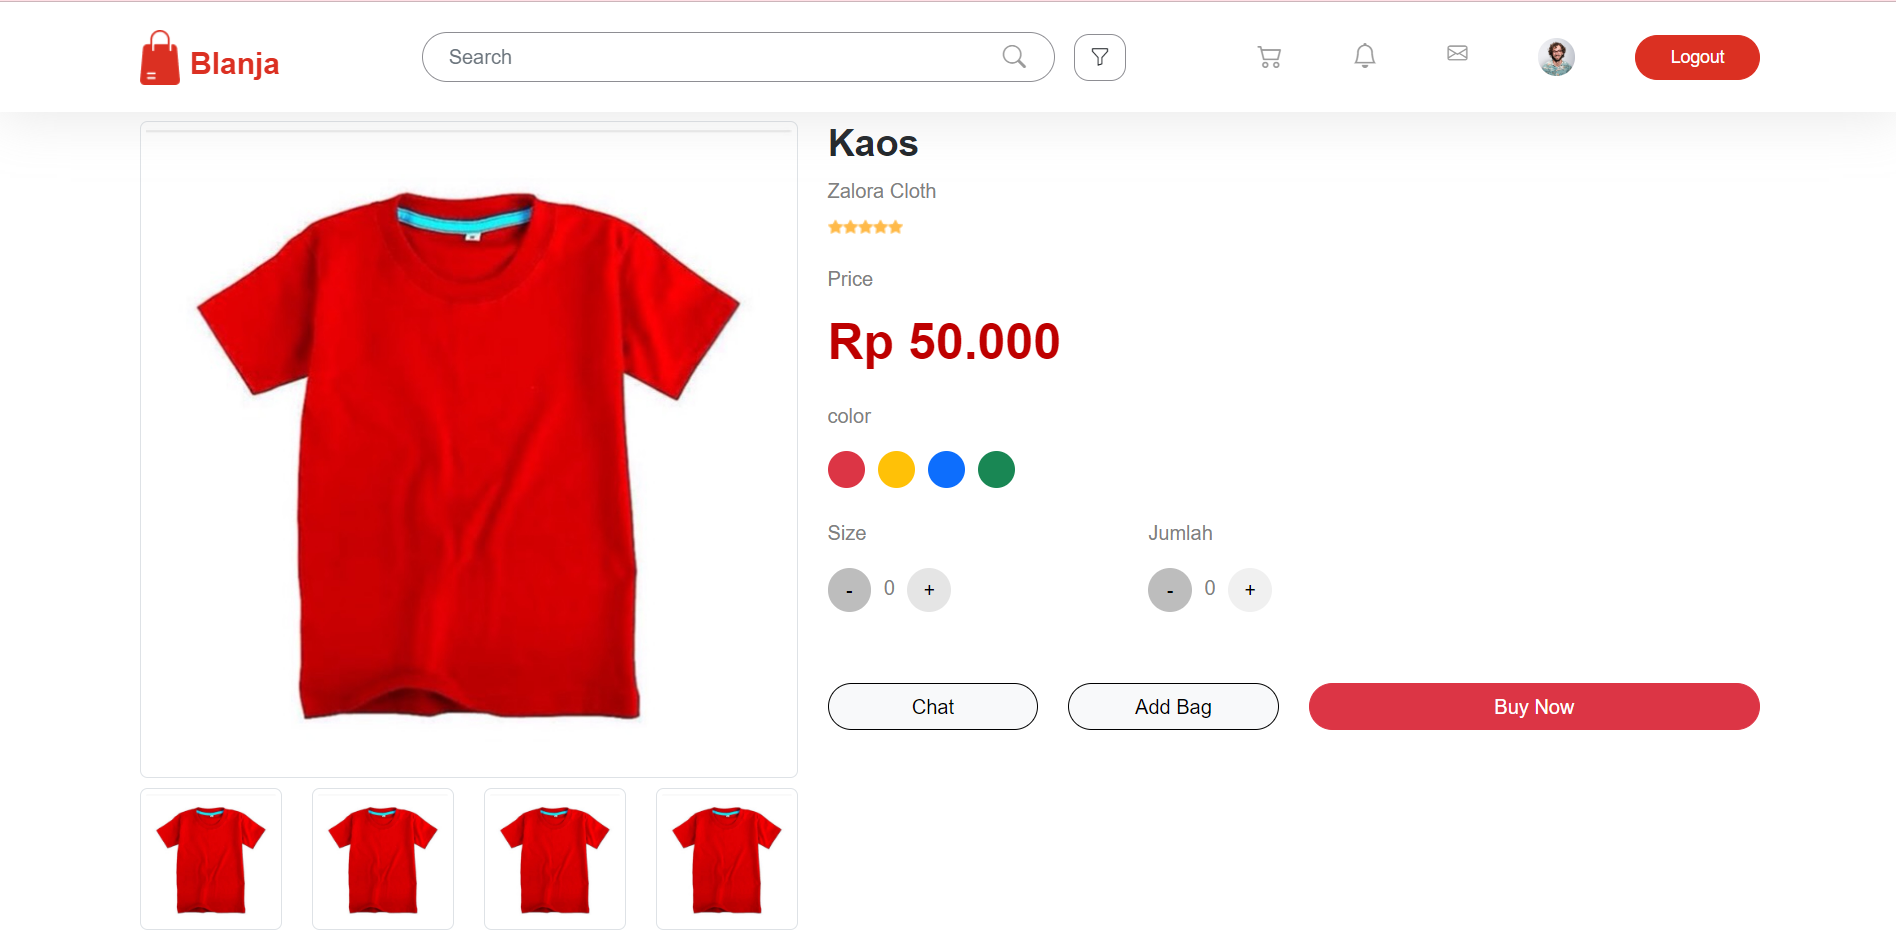 Blanja
Search
Logout
Kaos
Zalora Cloth
Price
Rp 50.000
color
Size Jumlah
- 0 + - 0 +
Chat Add Bag Buy Now